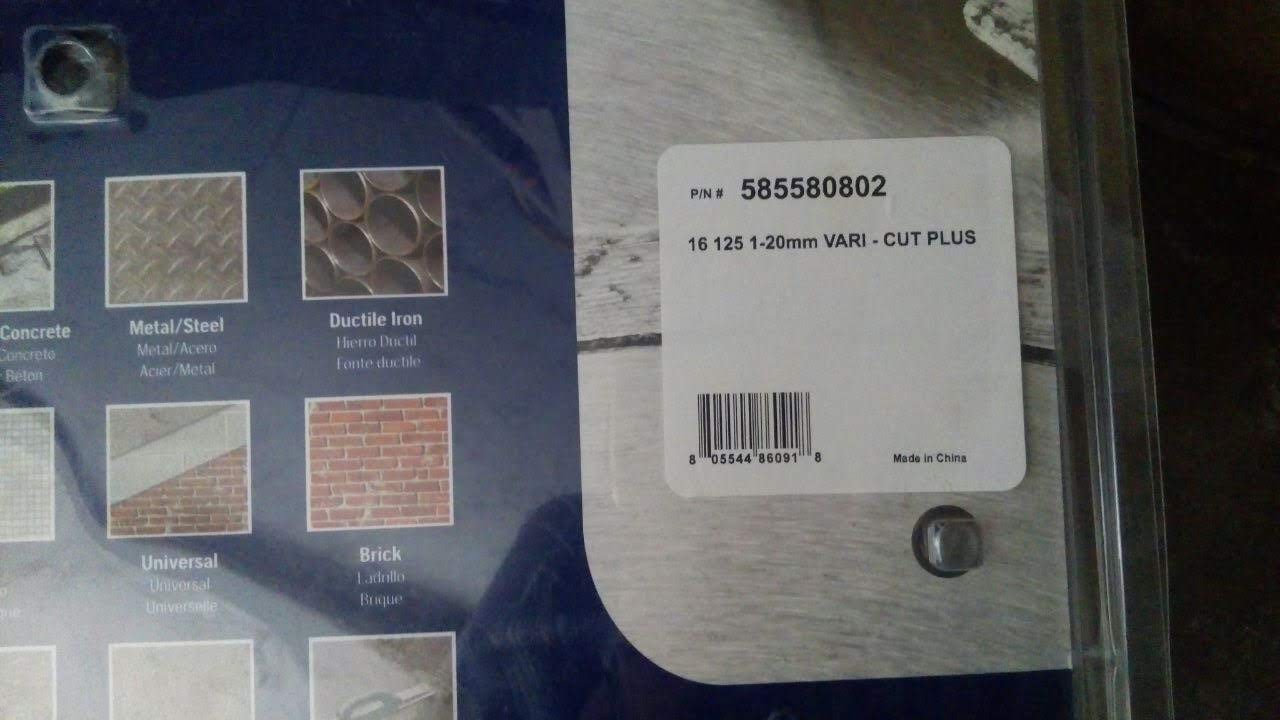 Concrete
Concreto
Béton
Metal/Steel
Metal/Acero
Acier/Metal
Ductile Iron
Hierro Ductil
Fonte ductile
Universal
Universal
Universelle
Brick
Ladrillo
Brique
P/N # 585580802
16 125 1-20mm VARI - CUT PLUS
8 05544 86091 8
Made in China